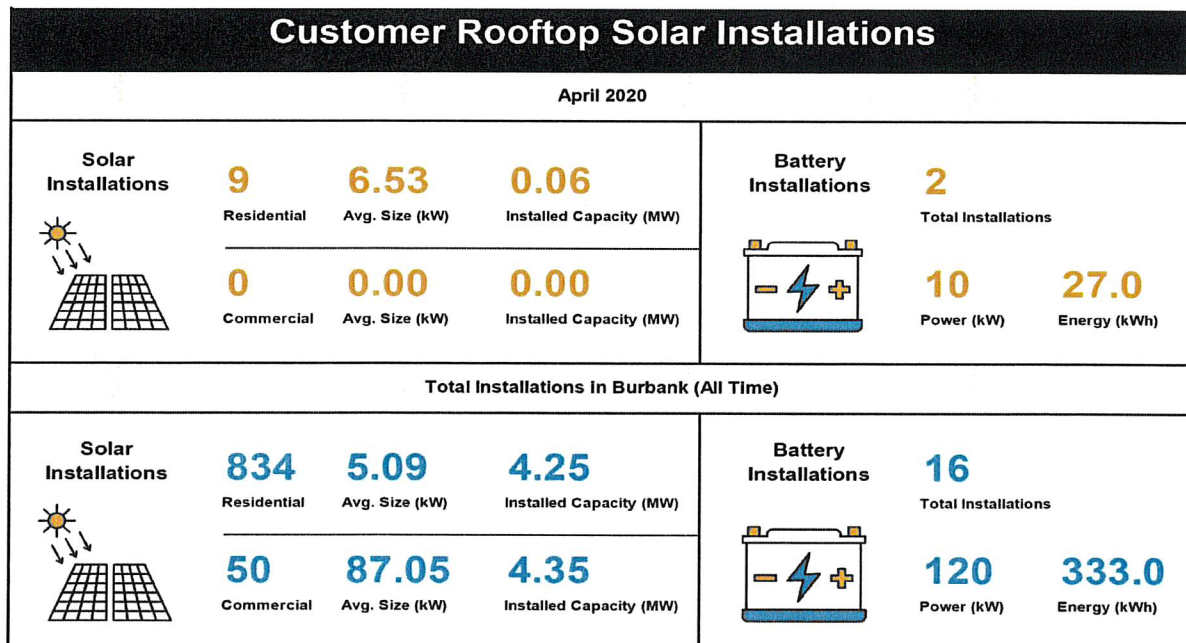 Customer Rooftop Solar Installations
April 2020
Solar
Installations
9
6.53
0.06
Residential
Avg. Size (kW)
Installed Capacity (MW)
0
0.00
0.00
Commercial
Avg. Size (kW)
Installed Capacity (MW)
Battery
Installations
2
Total Installations
10
27.0
Power (kW)
Energy (kWh)
Total Installations in Burbank (All Time)
Solar
Installations
834
5.09
4.25
Residential
Avg. Size (kW)
Installed Capacity (MW)
50
87.05
4.35
Commercial
Avg. Size (kW)
Installed Capacity (MW)
Battery
Installations
16
Total Installations
120
333.0
Power (kW)
Energy (kWh)